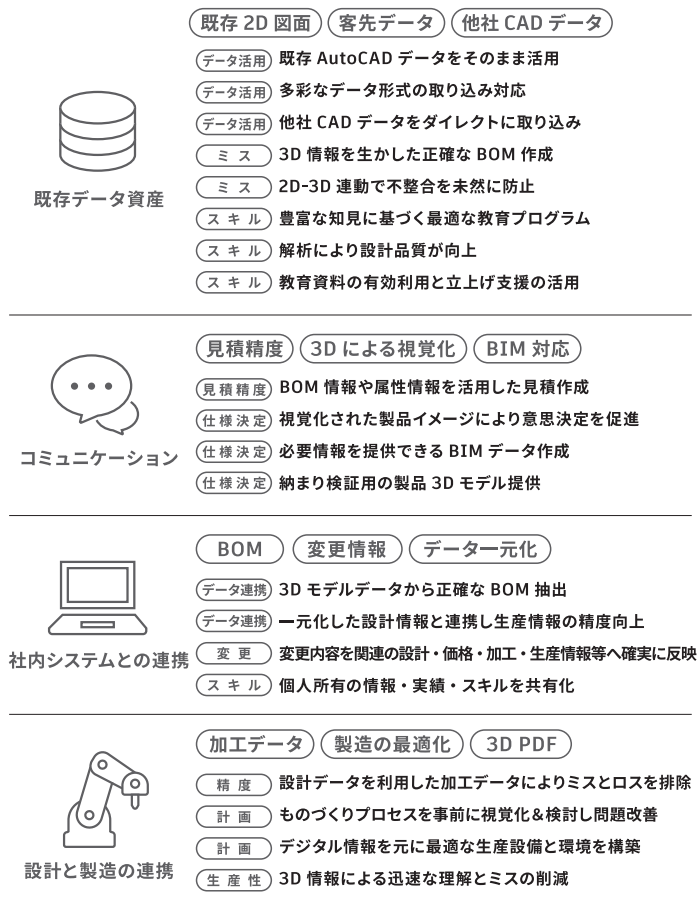 既存 2D 図面 客先データ 他社 CAD データ
データ活用 既存 AutoCAD データをそのまま活用
データ活用 多彩なデータ形式の取り込み対応
データ活用 他社 CAD データをダイレクトに取り込み
ミス 3D 情報を生かした正確な BOM 作成
ミス 2D-3D 連動で不整合を未然に防止
既存データ資産
スキル 豊富な知見に基づく最適な教育プログラム
スキル 解析により設計品質が向上
スキル 教育資料の有効利用と立上げ支援の活用
見積精度 3D による視覚化 BIM 対応
見積精度 BOM 情報や属性情報を活用した見積作成
仕様決定 視覚化された製品イメージにより意思決定を促進
仕様決定 必要情報を提供できる BIM データ作成
コミュニケーション
仕様決定 納まり検証用の製品 3D モデル提供
BOM 変更情報 データ一元化
データ連携 3D モデルデータから正確な BOM 抽出
データ連携 一元化した設計情報と連携し生産情報の精度向上
社内システムとの連携
変更 変更内容を関連の設計・価格・加工・生産情報等へ確実に反映
スキル 個人所有の情報・実績・スキルを共有化
加工データ 製造の最適化 3D PDF
精度 設計データを利用した加工データによりミスとロスを排除
計画 ものづくりプロセスを事前に視覚化&検討し問題改善
計画 デジタル情報を元に最適な生産設備と環境を構築
設計と製造の連携
生産性 3D 情報による迅速な理解とミスの削減